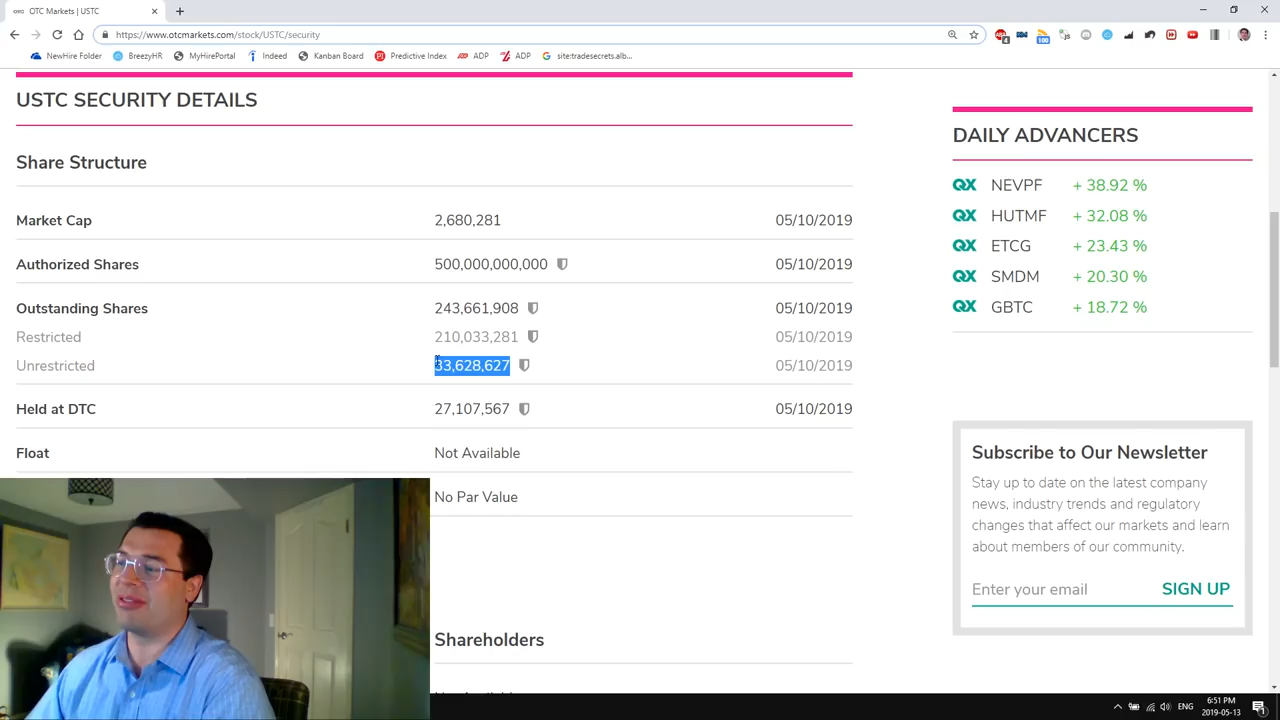 OTC Markets | USTC
https://www.otcmarkets.com/stock/USTC/security
NewHire Folder BreezyHR MyHirePortal Indeed Kanban Board Predictive Index ADP ADP site:tradesecrets.alb...
USTC SECURITY DETAILS
Share Structure
Market Cap 2,680,281 05/10/2019
Authorized Shares 500,000,000,000 05/10/2019
Outstanding Shares 243,661,908 05/10/2019
Restricted 210,033,281 05/10/2019
Unrestricted 33,628,627 05/10/2019
Held at DTC 27,107,567 05/10/2019
Float Not Available
No Par Value
Shareholders
DAILY ADVANCERS
QX NEVPF + 38.92 %
QX HUTMF + 32.08 %
QX ETCG + 23.43 %
QX SMDM + 20.30 %
QX GBTC + 18.72 %
Subscribe to Our Newsletter
Stay up to date on the latest company
news, industry trends and regulatory
changes that affect our markets and learn
about members of our community.
Enter your email SIGN UP
ENG
6:51 PM
2019-05-13